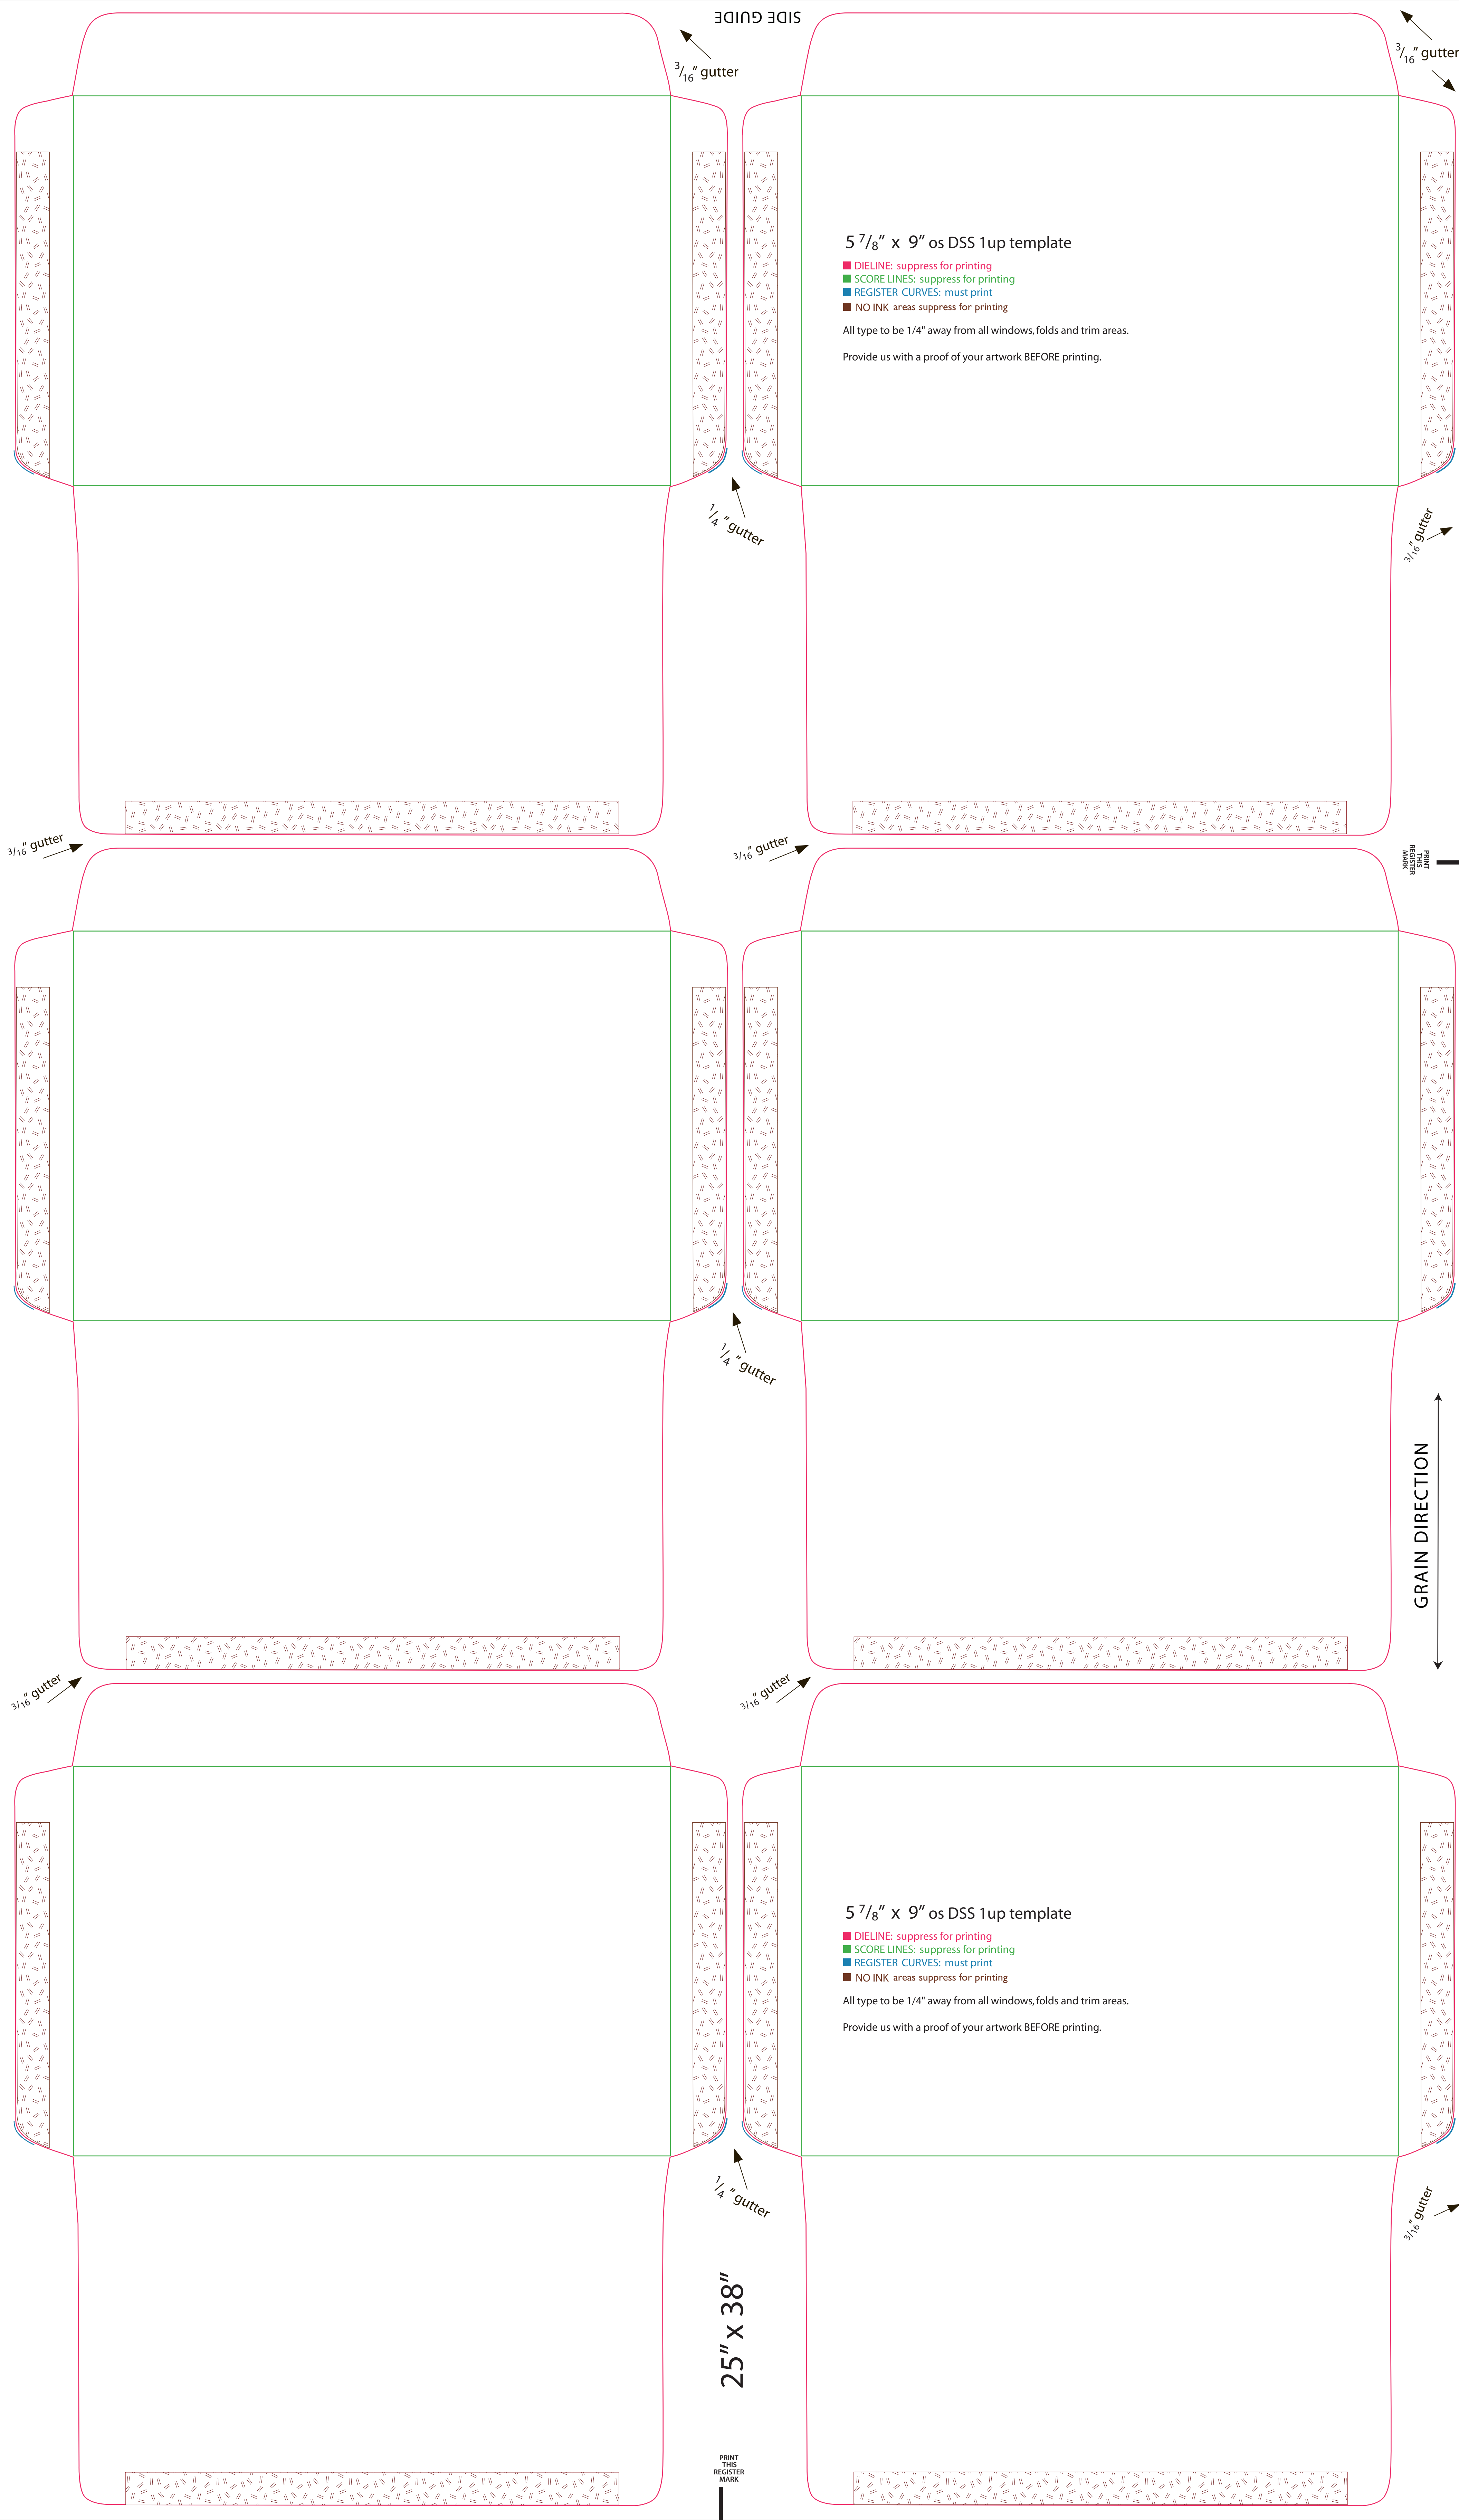 SIDE GUIDE
3/16" gutter
3/16" gutter
5 7/8" x 9" os DSS 1up template
DIELINE: suppress for printing
SCORE LINES: suppress for printing
REGISTER CURVES: must print
NO INK areas suppress for printing
All type to be 1/4" away from all windows, folds and trim areas.
Provide us with a proof of your artwork BEFORE printing.
1/4" gutter
3/16" gutter
3/16" gutter
3/16" gutter
PRINT
THIS
REGISTER
MARK
1/4" gutter
GRAIN DIRECTION
3/16" gutter
3/16" gutter
5 7/8" x 9" os DSS 1up template
DIELINE: suppress for printing
SCORE LINES: suppress for printing
REGISTER CURVES: must print
NO INK areas suppress for printing
All type to be 1/4" away from all windows, folds and trim areas.
Provide us with a proof of your artwork BEFORE printing.
1/4" gutter
3/16" gutter
25" x 38"
PRINT
THIS
REGISTER
MARK